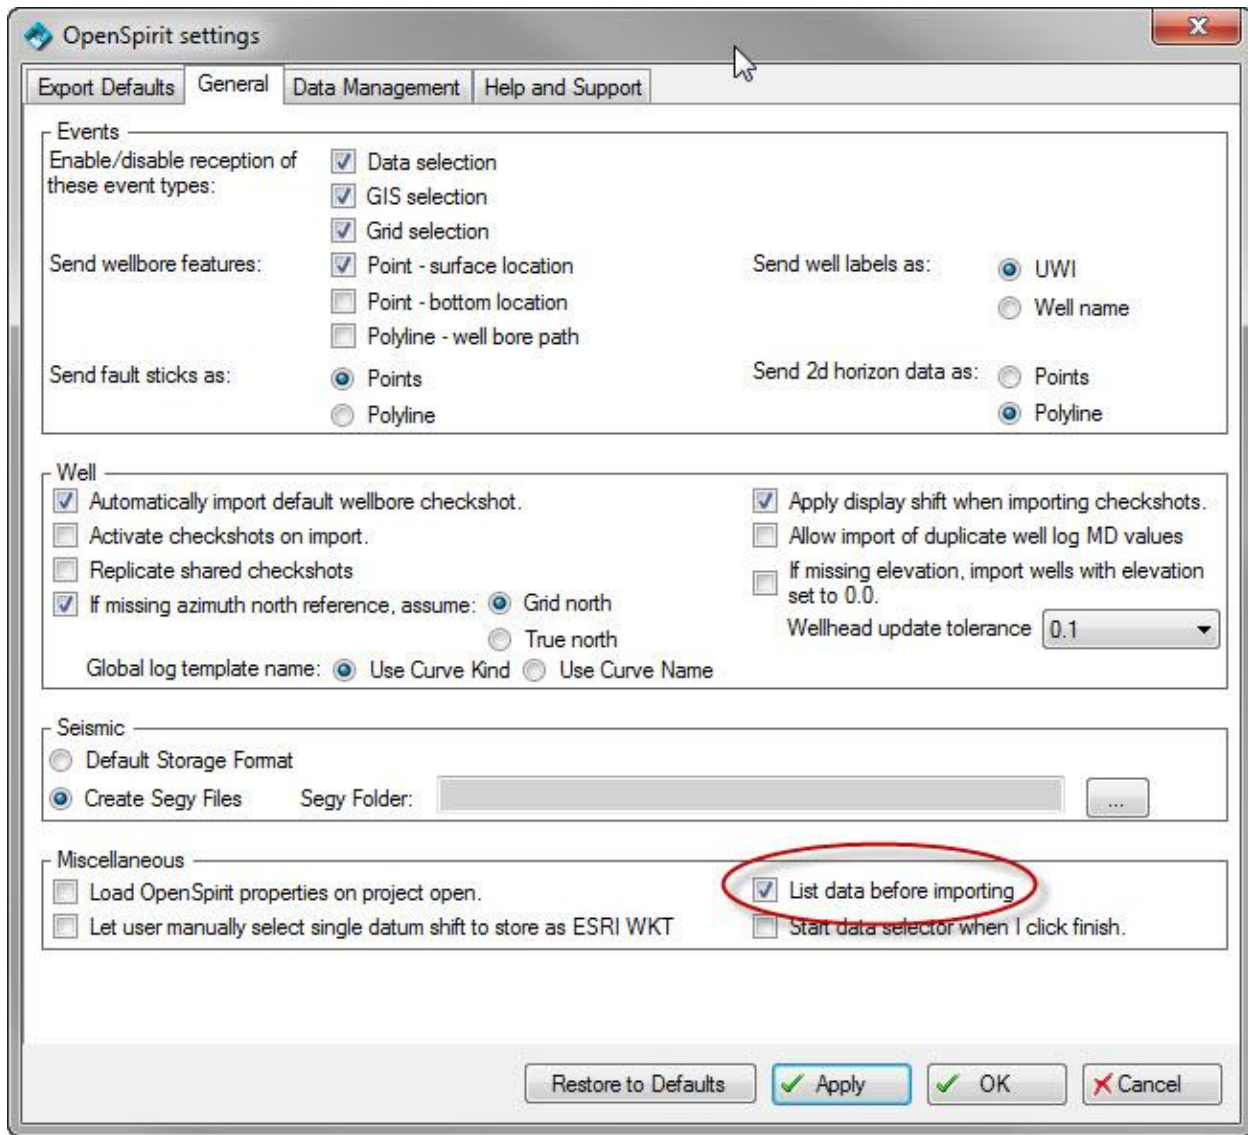 OpenSpirit settings
Export Defaults General Data Management Help and Support
Events
Enable/disable reception of
these event types:
Data selection
GIS selection
Grid selection
Send wellbore features:
Point - surface location
Point - bottom location
Polyline - well bore path
Send well labels as:
UWI
Well name
Send fault sticks as:
Points
Polyline
Send 2d horizon data as:
Points
Polyline
Well
Automatically import default wellbore checkshot.
Activate checkshots on import.
Replicate shared checkshots
If missing azimuth north reference, assume: Grid north
True north
Global log template name: Use Curve Kind Use Curve Name
Apply display shift when importing checkshots.
Allow import of duplicate well log MD values
If missing elevation, import wells with elevation
set to 0.0.
Wellhead update tolerance 0.1
Seismic
Default Storage Format
Create Segy Files Segy Folder: ...
Miscellaneous
Load OpenSpirit properties on project open.
Let user manually select single datum shift to store as ESRI WKT
List data before importing
Start data selector when I click finish.
Restore to Defaults Apply OK Cancel